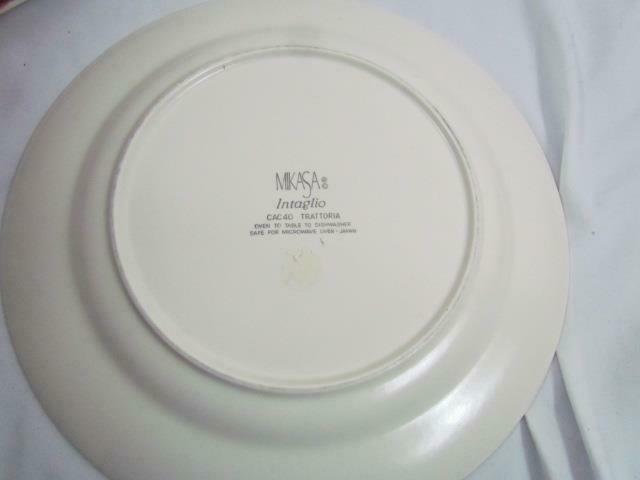 MIKASA ®©
Intaglio
CAC40 TRATTORIA
OVEN TO TABLE TO DISHWASHER
SAFE FOR MICROWAVE OVEN - JAPAN